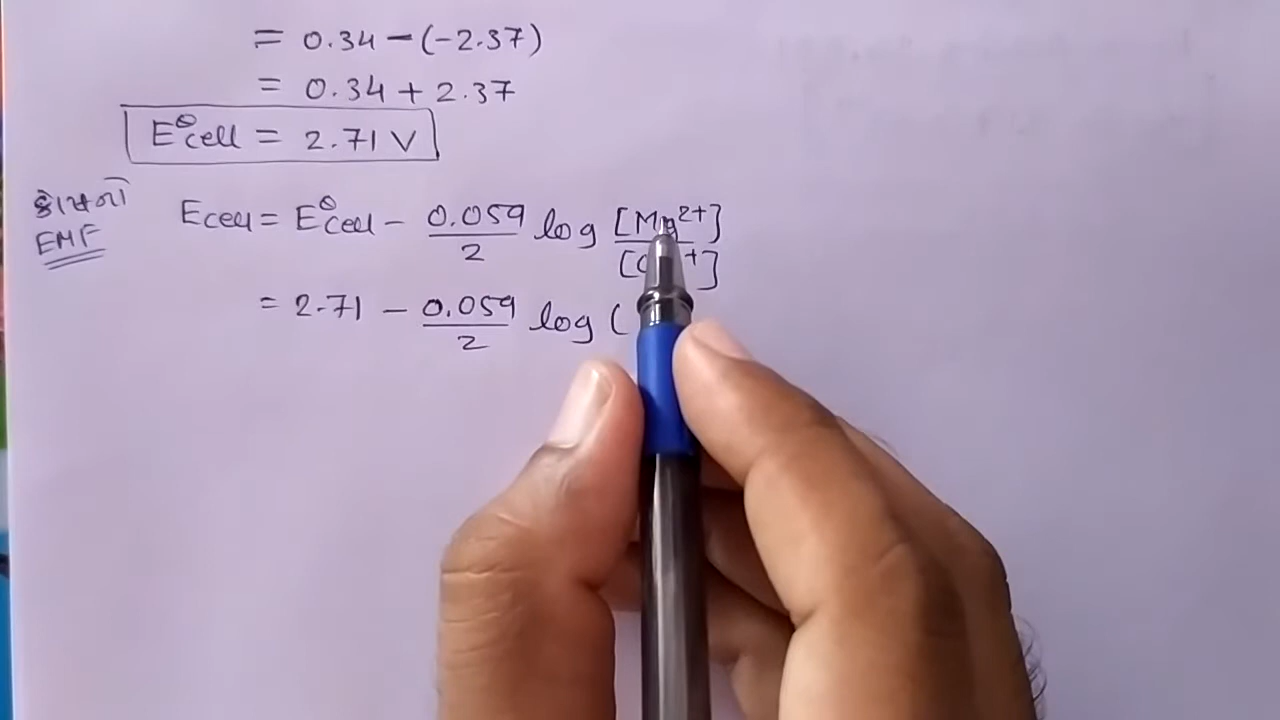 = 0.34 - (-2.37)
= 0.34 + 2.37
E⊖cell = 2.71 V
EMF
Ecell = E⊖cell - 0.059/2 log [Mg2+]/[C +]
= 2.71 - 0.059/2 log (